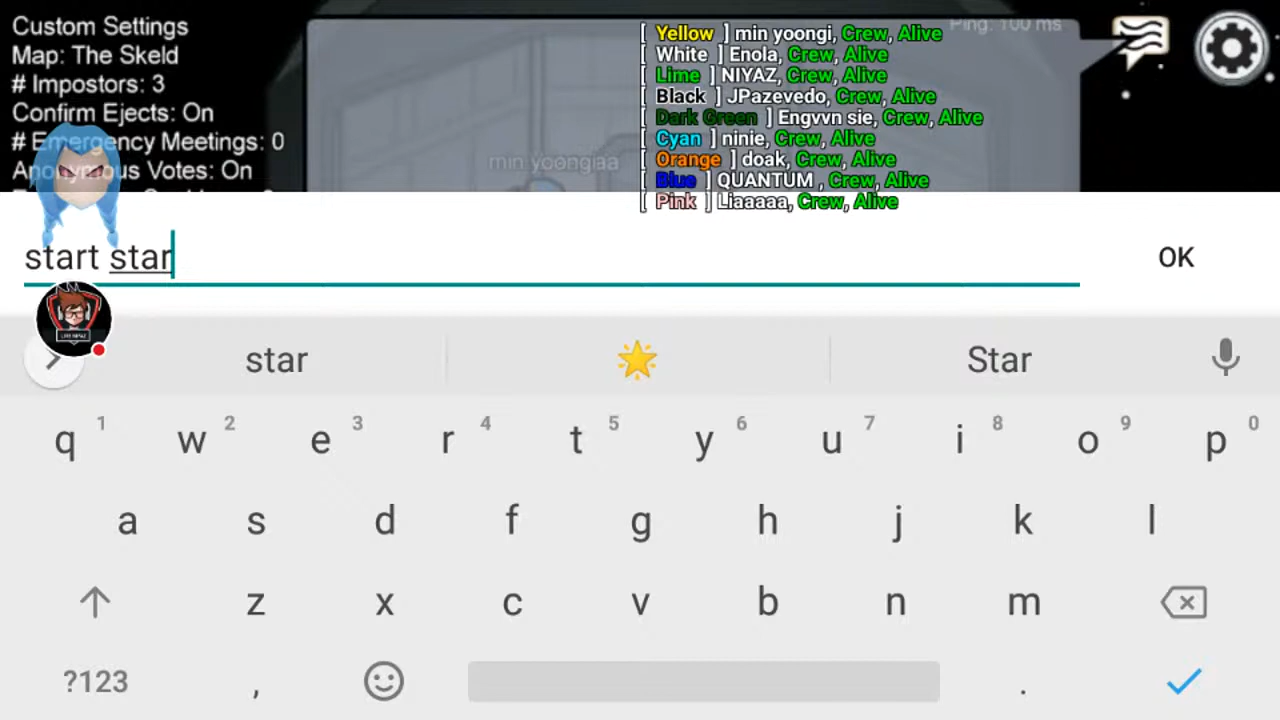 Custom Settings
Map: The Skeld
# Impostors: 3
Confirm Ejects: On
# Emergency Meetings: 0
Anonymous Votes: On
Ping: 100 ms
[ Yellow ] min yoongi, Crew, Alive
[ White ] Enola, Crew, Alive
[ Lime ] NIYAZ, Crew, Alive
[ Black ] JPazevedo, Crew, Alive
[ Dark Green ] Engvvn sie, Crew, Alive
[ Cyan ] ninie, Crew, Alive
[ Orange ] doak, Crew, Alive
[ Blue ] QUANTUM , Crew, Alive
[ Pink ] Liaaaaa, Crew, Alive
min yoongiaa
start star
OK
star
Star
q 1 w 2 e 3 r 4 t 5 y 6 u 7 i 8 o 9 p 0
a s d f g h j k l
z x c v b n m
?123 , .